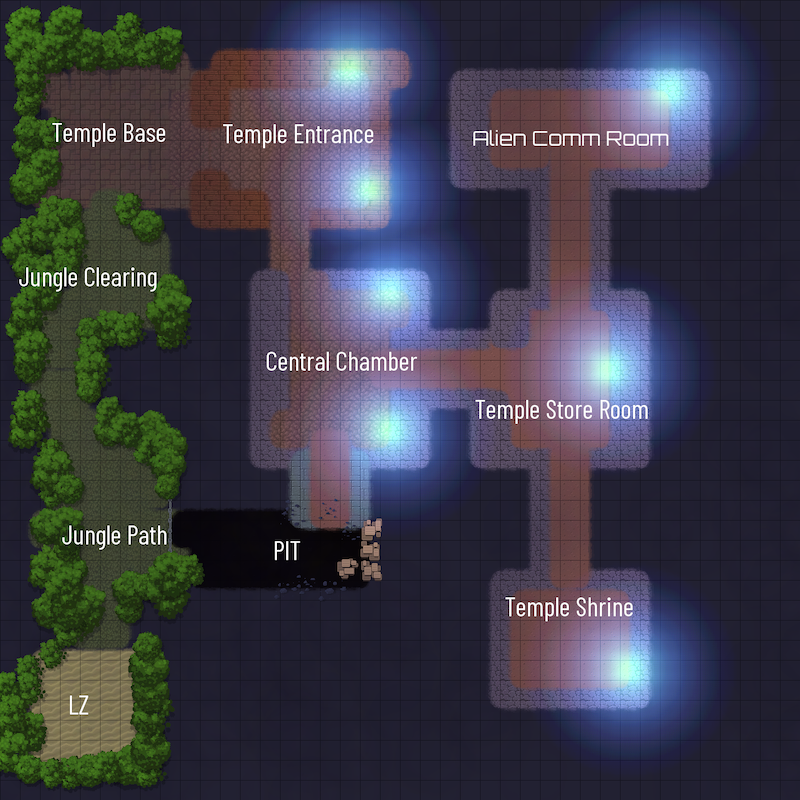 Temple Base
Temple Entrance
Alien Comm Room
Jungle Clearing
Central Chamber
Temple Store Room
Jungle Path
PIT
Temple Shrine
LZ